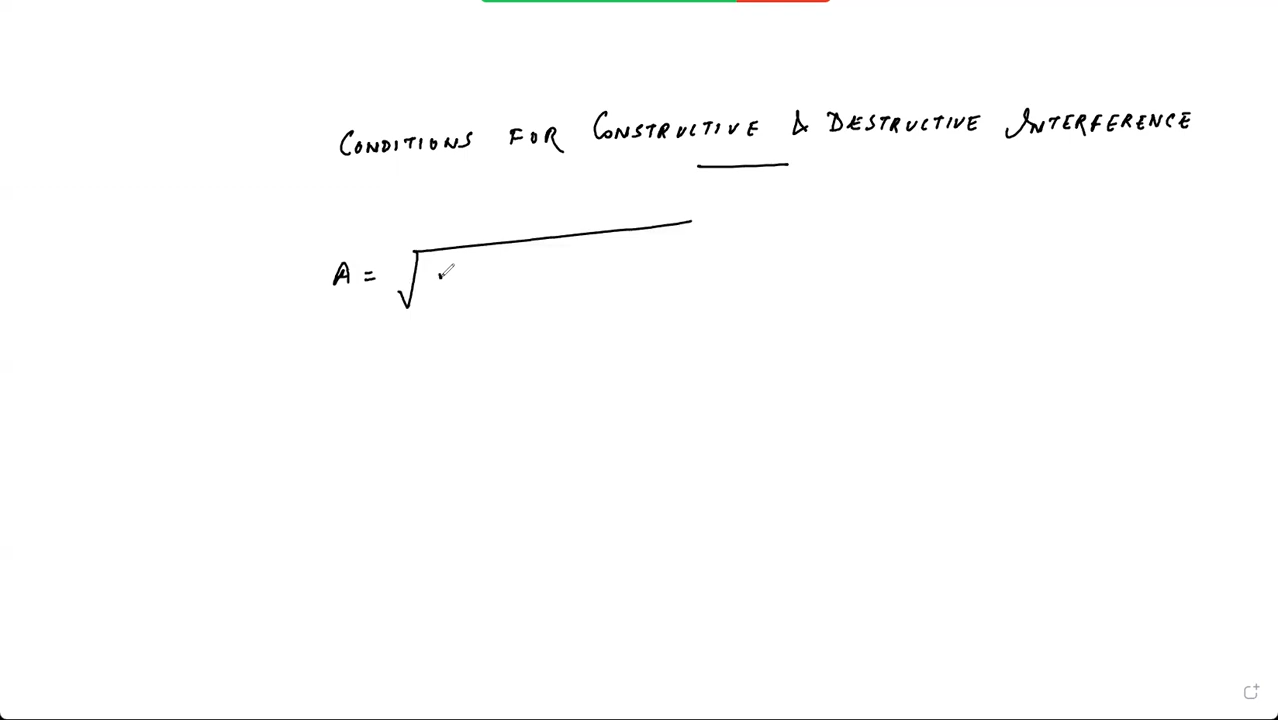 CONDITIONS FOR CONSTRUCTIVE & DESTRUCTIVE INTERFERENCE
A = √